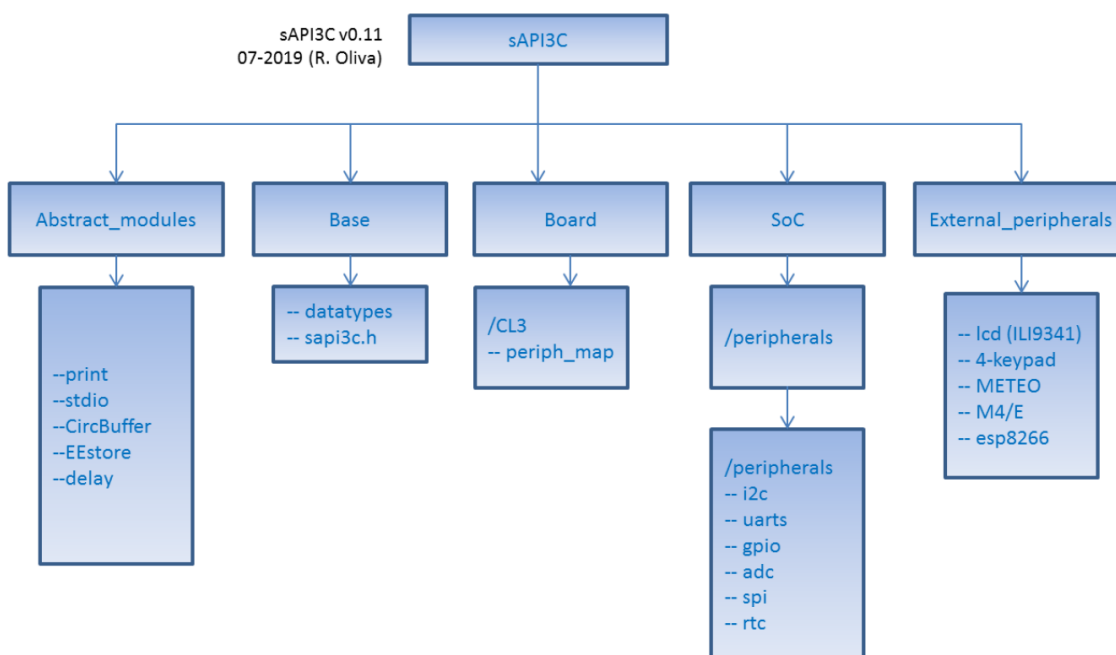 sAPI3C v0.11
07-2019 (R. Oliva)
sAPI3C
Abstract_modules
Base
Board
SoC
External_peripherals
--print
--stdio
--CircBuffer
--EEstore
--delay
-- datatypes
-- sapi3c.h
/CL3
-- periph_map
/peripherals
/peripherals
-- i2c
-- uarts
-- gpio
-- adc
-- spi
-- rtc
-- lcd (ILI9341)
-- 4-keypad
-- METEO
-- M4/E
-- esp8266